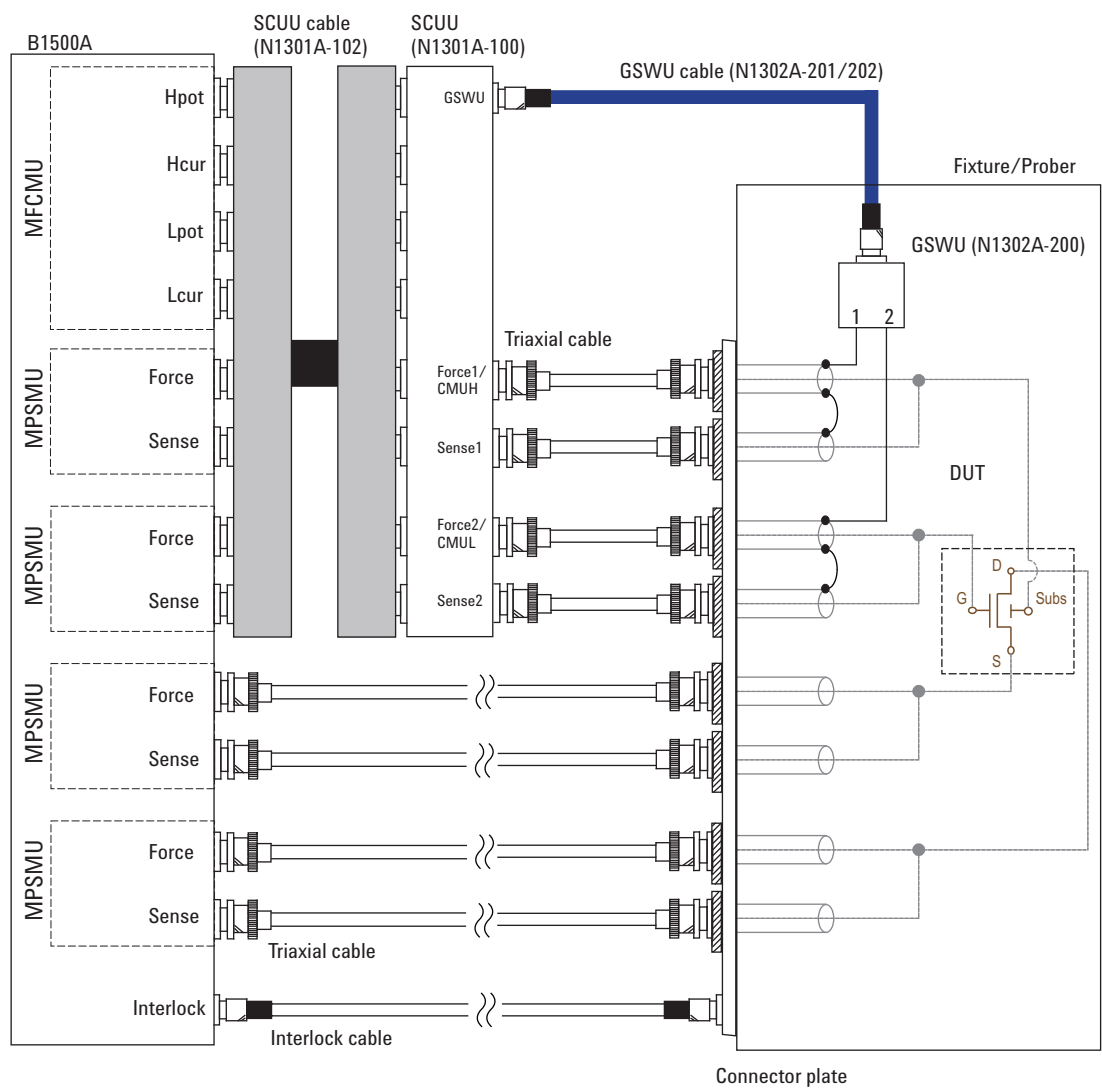 SCUU cable
(N1301A-102)
SCUU
(N1301A-100)
B1500A
GSWU cable (N1302A-201/202)
Hpot
GSWU
Hcur
MFCMU
Lpot
Lcur
Fixture/Prober
GSWU (N1302A-200)
1 2
Triaxial cable
MPSMU
Force
Force1/
CMUH
Sense
Sense1
DUT
MPSMU
Force
Force2/
CMUL
Sense
Sense2
D
G
Subs
S
MPSMU
Force
Sense
MPSMU
Force
Sense
Triaxial cable
Interlock
Interlock cable
Connector plate